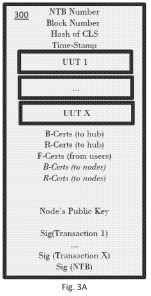 300
NTB Number
Block Number
Hash of CLS
Time-Stamp
UUT 1
...
UUT X
B-Certs (to hub)
R-Certs (to hub)
F-Certs (from users)
B-Certs (to nodes)
R-Certs (to nodes)
Node's Public Key
Sig(Transaction 1)
...
Sig (Transaction X)
Sig (NTB)
Fig. 3A